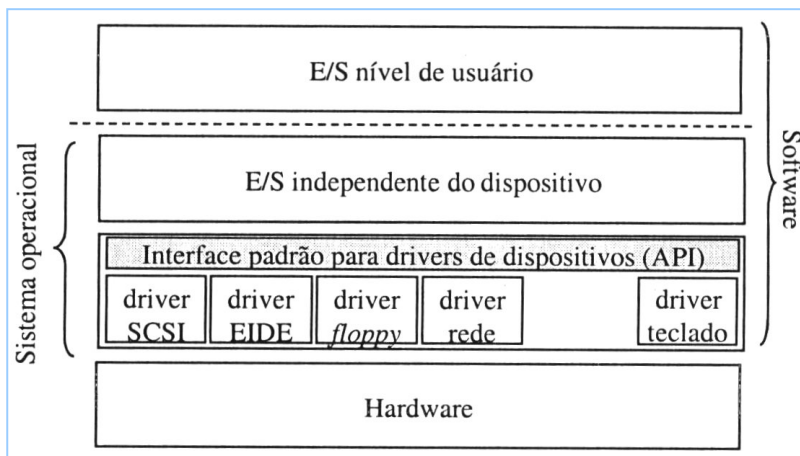 E/S nível de usuário
E/S independente do dispositivo
Interface padrão para drivers de dispositivos (API)
driver
SCSI
driver
EIDE
driver
floppy
driver
rede
driver
teclado
Hardware
Sistema operacional
Software